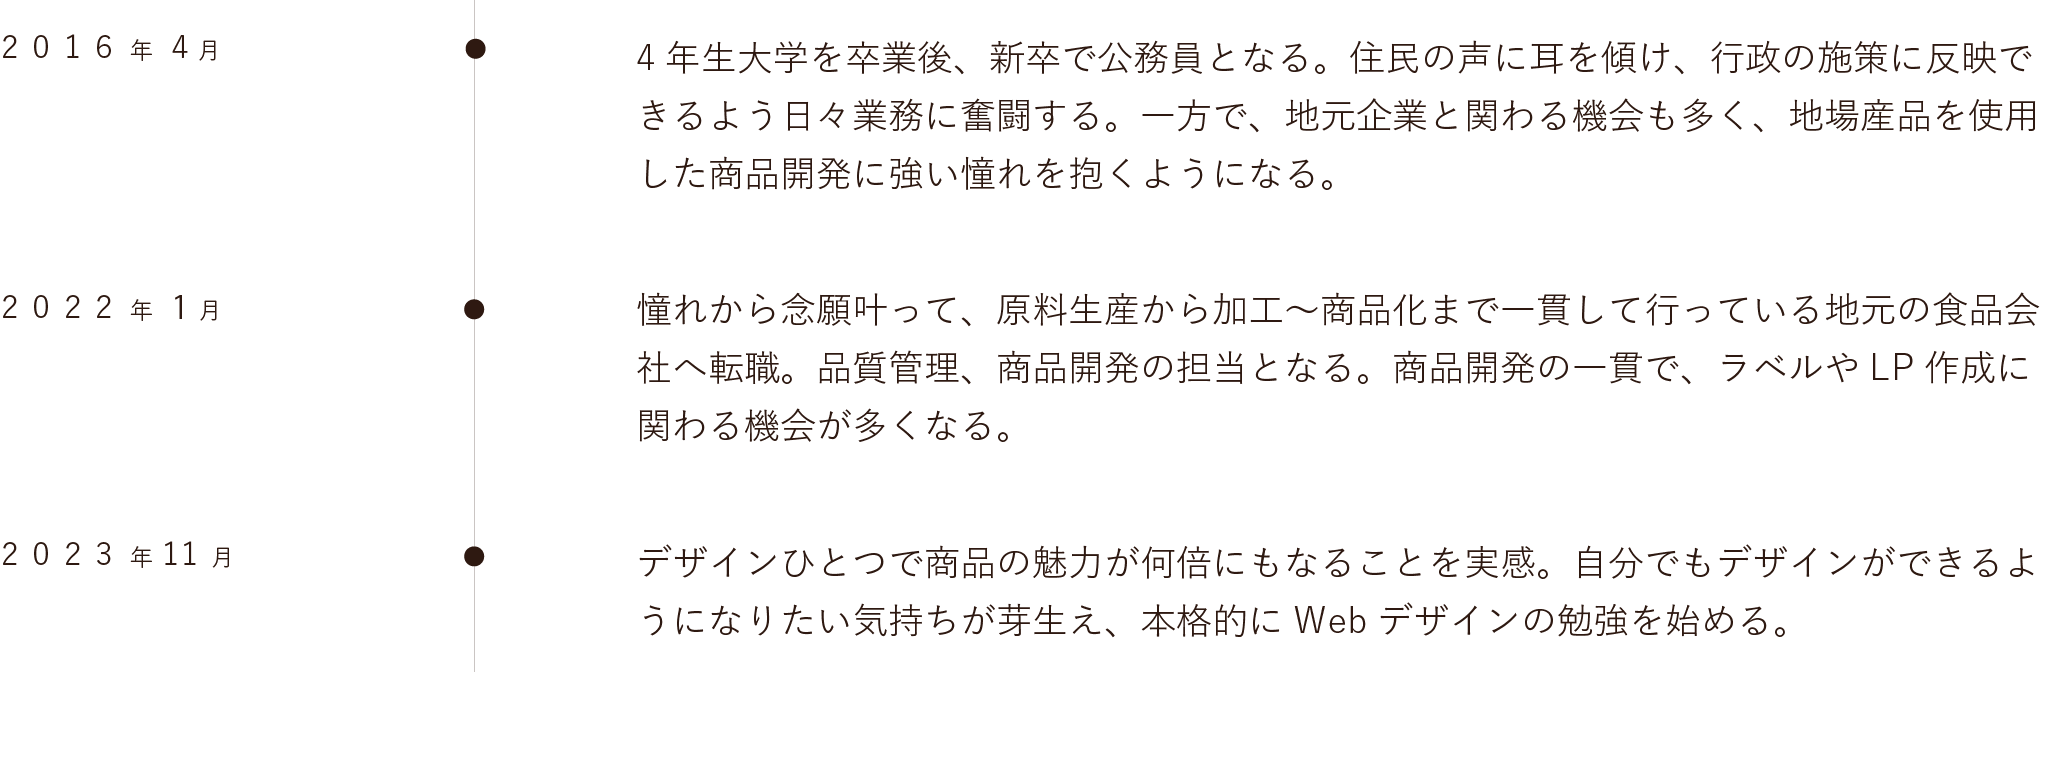 2016年 4月
4年生大学を卒業後、新卒で公務員となる。住民の声に耳を傾け、行政の施策に反映で
きるよう日々業務に奮闘する。一方で、地元企業と関わる機会も多く、地場産品を使用
した商品開発に強い憧れを抱くようになる。
2022年 1月
憧れから念願叶って、原料生産から加工〜商品化まで一貫して行っている地元の食品会
社へ転職。品質管理、商品開発の担当となる。商品開発の一貫で、ラベルや LP 作成に
関わる機会が多くなる。
2023年 11月
デザインひとつで商品の魅力が何倍にもなることを実感。自分でもデザインができるよ
うになりたい気持ちが芽生え、本格的に Web デザインの勉強を始める。